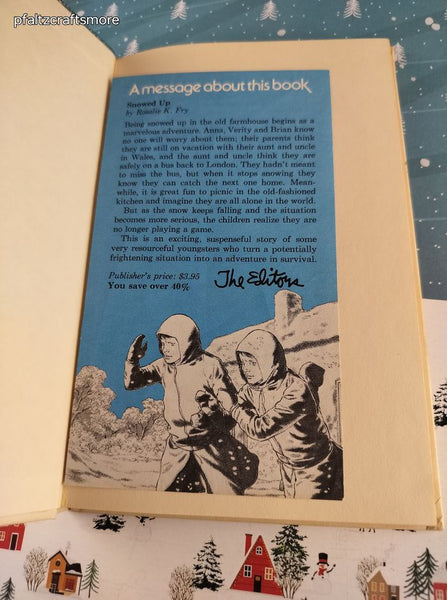 pfaltzcraftsmore
A message about this book
Snowed Up
by Rosalie K. Fry
Being snowed up in the old farmhouse begins as a
marvelous adventure. Anna, Verity and Brian know
no one will worry about them; their parents think
they are still on vacation with their aunt and uncle
in Wales, and the aunt and uncle think they are
safely on a bus back to London. They hadn't meant
to miss the bus, but when it stops snowing they
know they can catch the next one home. Mean-
while, it is great fun to picnic in the old-fashioned
kitchen and imagine they are all alone in the world.
But as the snow keeps falling and the situation
becomes more serious, the children realize they are
no longer playing a game.
This is an exciting, suspenseful story of some
very resourceful youngsters who turn a potentially
frightening situation into an adventure in survival.
Publisher's price: $3.95
You save over 40%
The Editors